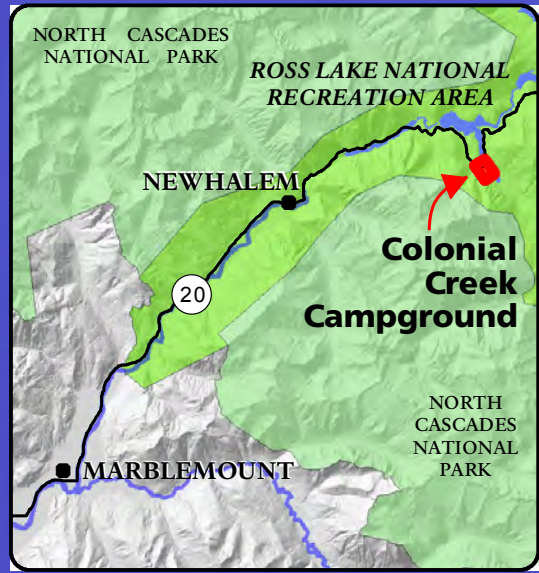 NORTH CASCADES
NATIONAL PARK
ROSS LAKE NATIONAL
RECREATION AREA
NEWHALEM
Colonial
Creek
Campground
20
NORTH
CASCADES
NATIONAL
PARK
MARBLEMOUNT